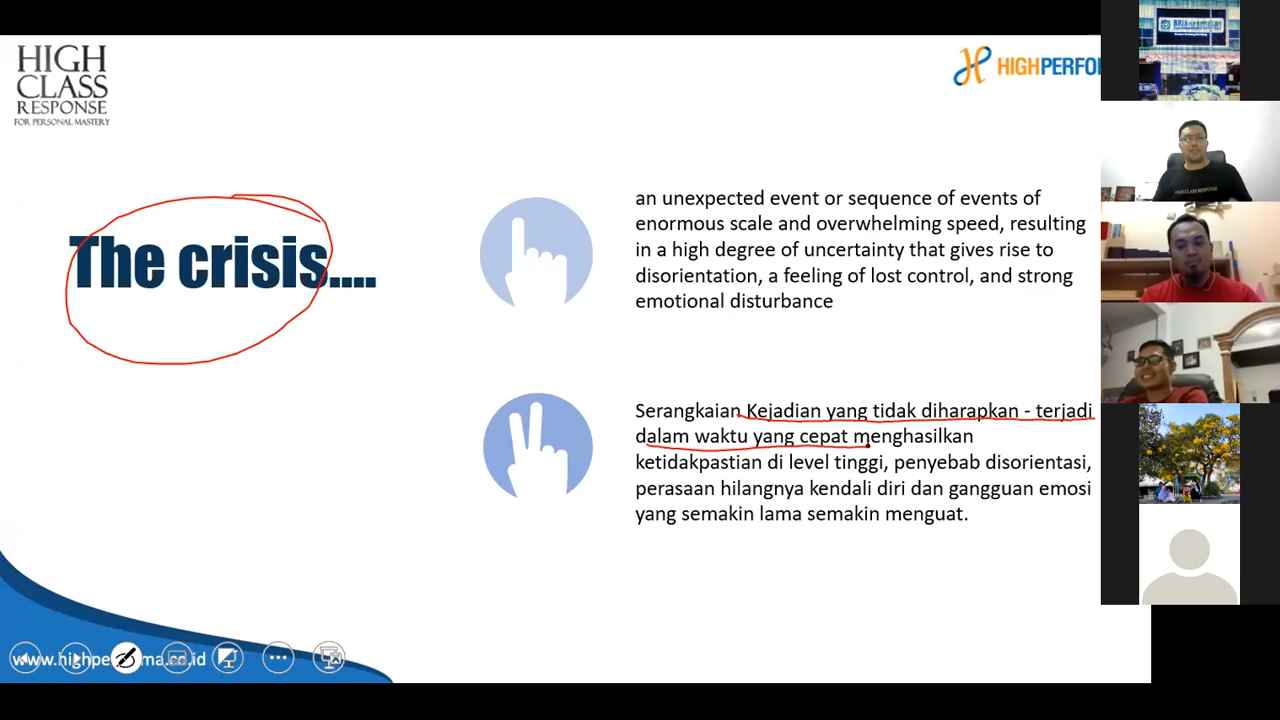 HIGH
CLASS
RESPONSE
FOR PERSONAL MASTERY
HIGHPERFO
The crisis....
an unexpected event or sequence of events of
enormous scale and overwhelming speed, resulting
in a high degree of uncertainty that gives rise to
disorientation, a feeling of lost control, and strong
emotional disturbance
Serangkaian Kejadian yang tidak diharapkan - terjadi
dalam waktu yang cepat menghasilkan
ketidakpastian di level tinggi, penyebab disorientasi,
perasaan hilangnya kendali diri dan gangguan emosi
yang semakin lama semakin menguat.
HIGH CLASS RESPONSE